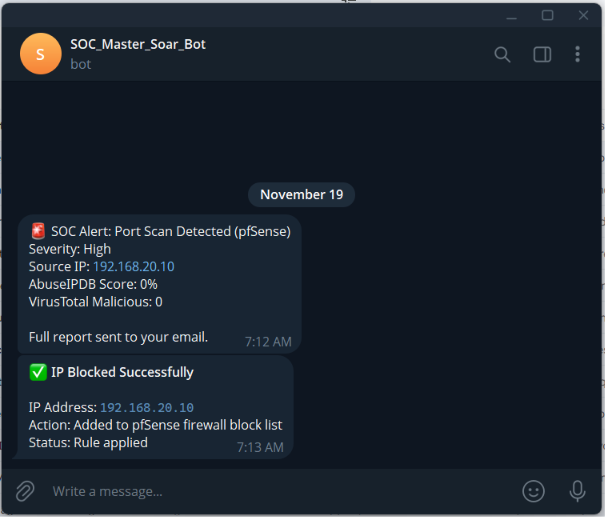 SOC_Master_Soar_Bot
S
bot
November 19
🚨 SOC Alert: Port Scan Detected (pfSense)
Severity: High
Source IP: 192.168.20.10
AbuseIPDB Score: 0%
VirusTotal Malicious: 0
Full report sent to your email.
7:12 AM
✅ IP Blocked Successfully
IP Address: 192.168.20.10
Action: Added to pfSense firewall block list
Status: Rule applied
7:13 AM
Write a message...